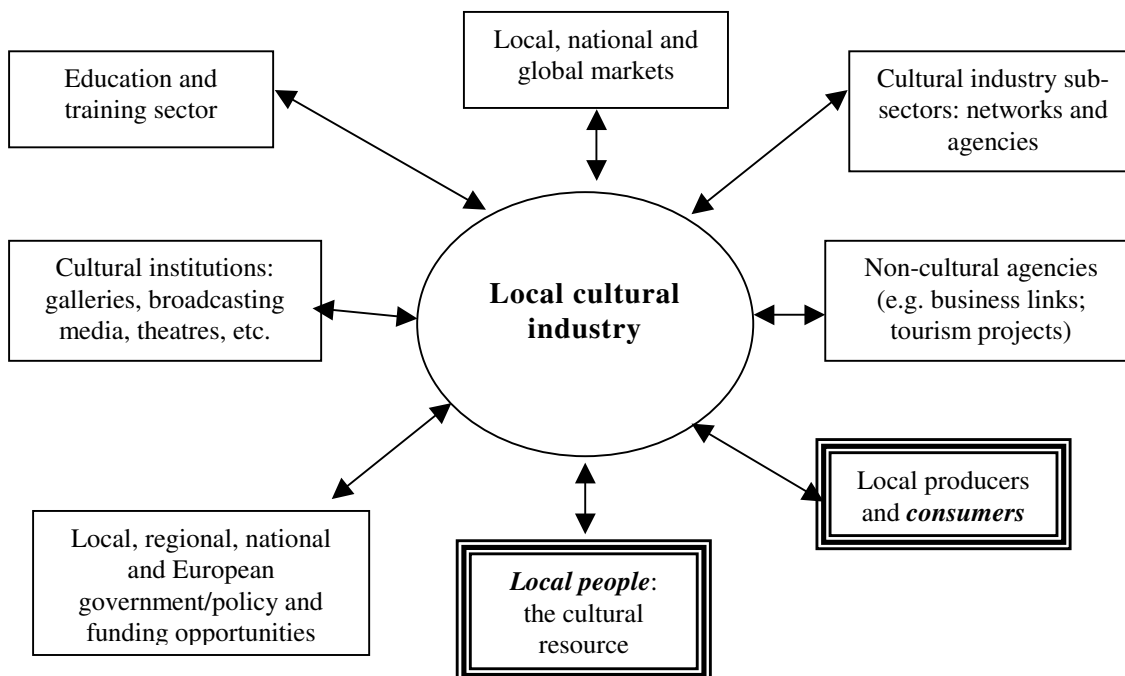 Local, national and
global markets
Education and
training sector
Cultural industry sub-
sectors: networks and
agencies
Cultural institutions:
galleries, broadcasting
media, theatres, etc.
Local cultural
industry
Non-cultural agencies
(e.g. business links;
tourism projects)
Local producers
and consumers
Local, regional, national
and European
government/policy and
funding opportunities
Local people:
the cultural
resource